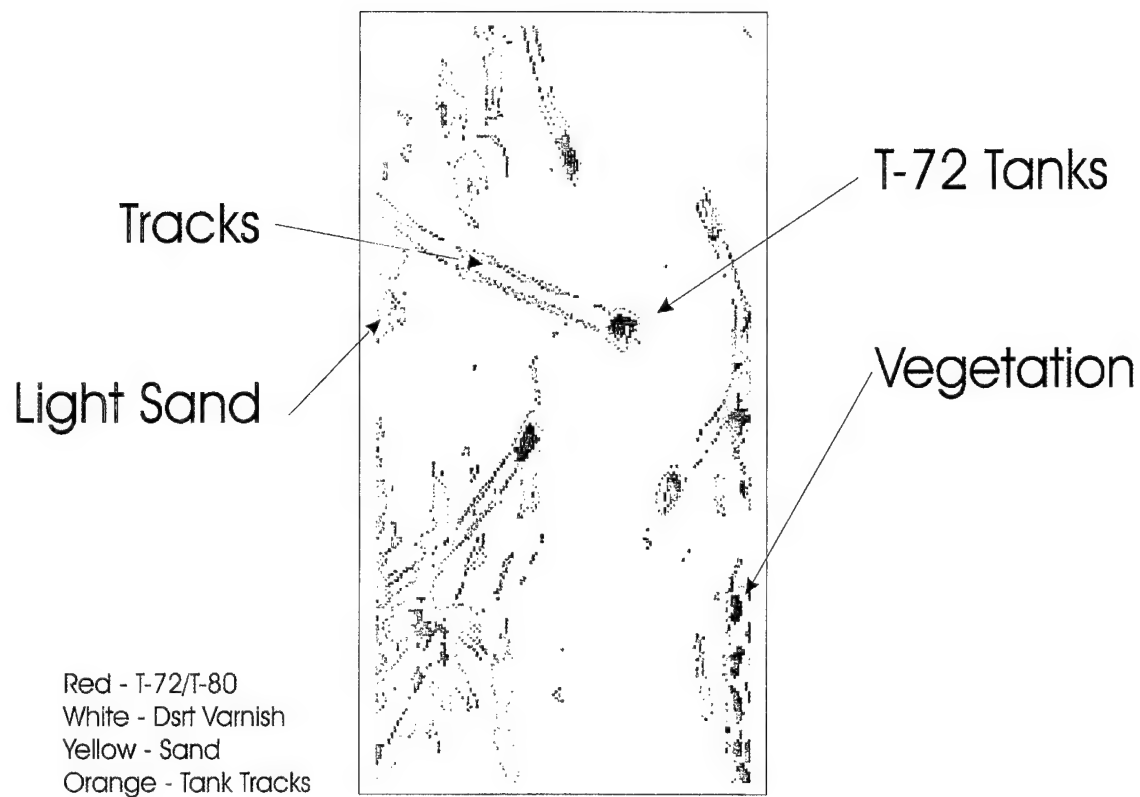 T-72 Tanks
Tracks
Vegetation
Light Sand
Red - T-72/T-80
White - Dsrt Varnish
Yellow - Sand
Orange - Tank Tracks